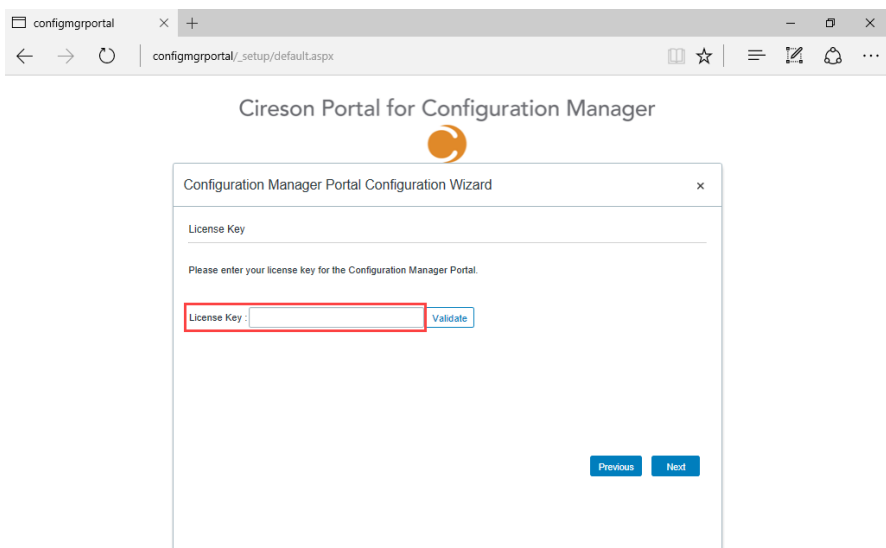 configmgrportal
configmgrportal/_setup/default.aspx
Cireson Portal for Configuration Manager
Configuration Manager Portal Configuration Wizard
License Key
Please enter your license key for the Configuration Manager Portal.
License Key : Validate
Previous Next